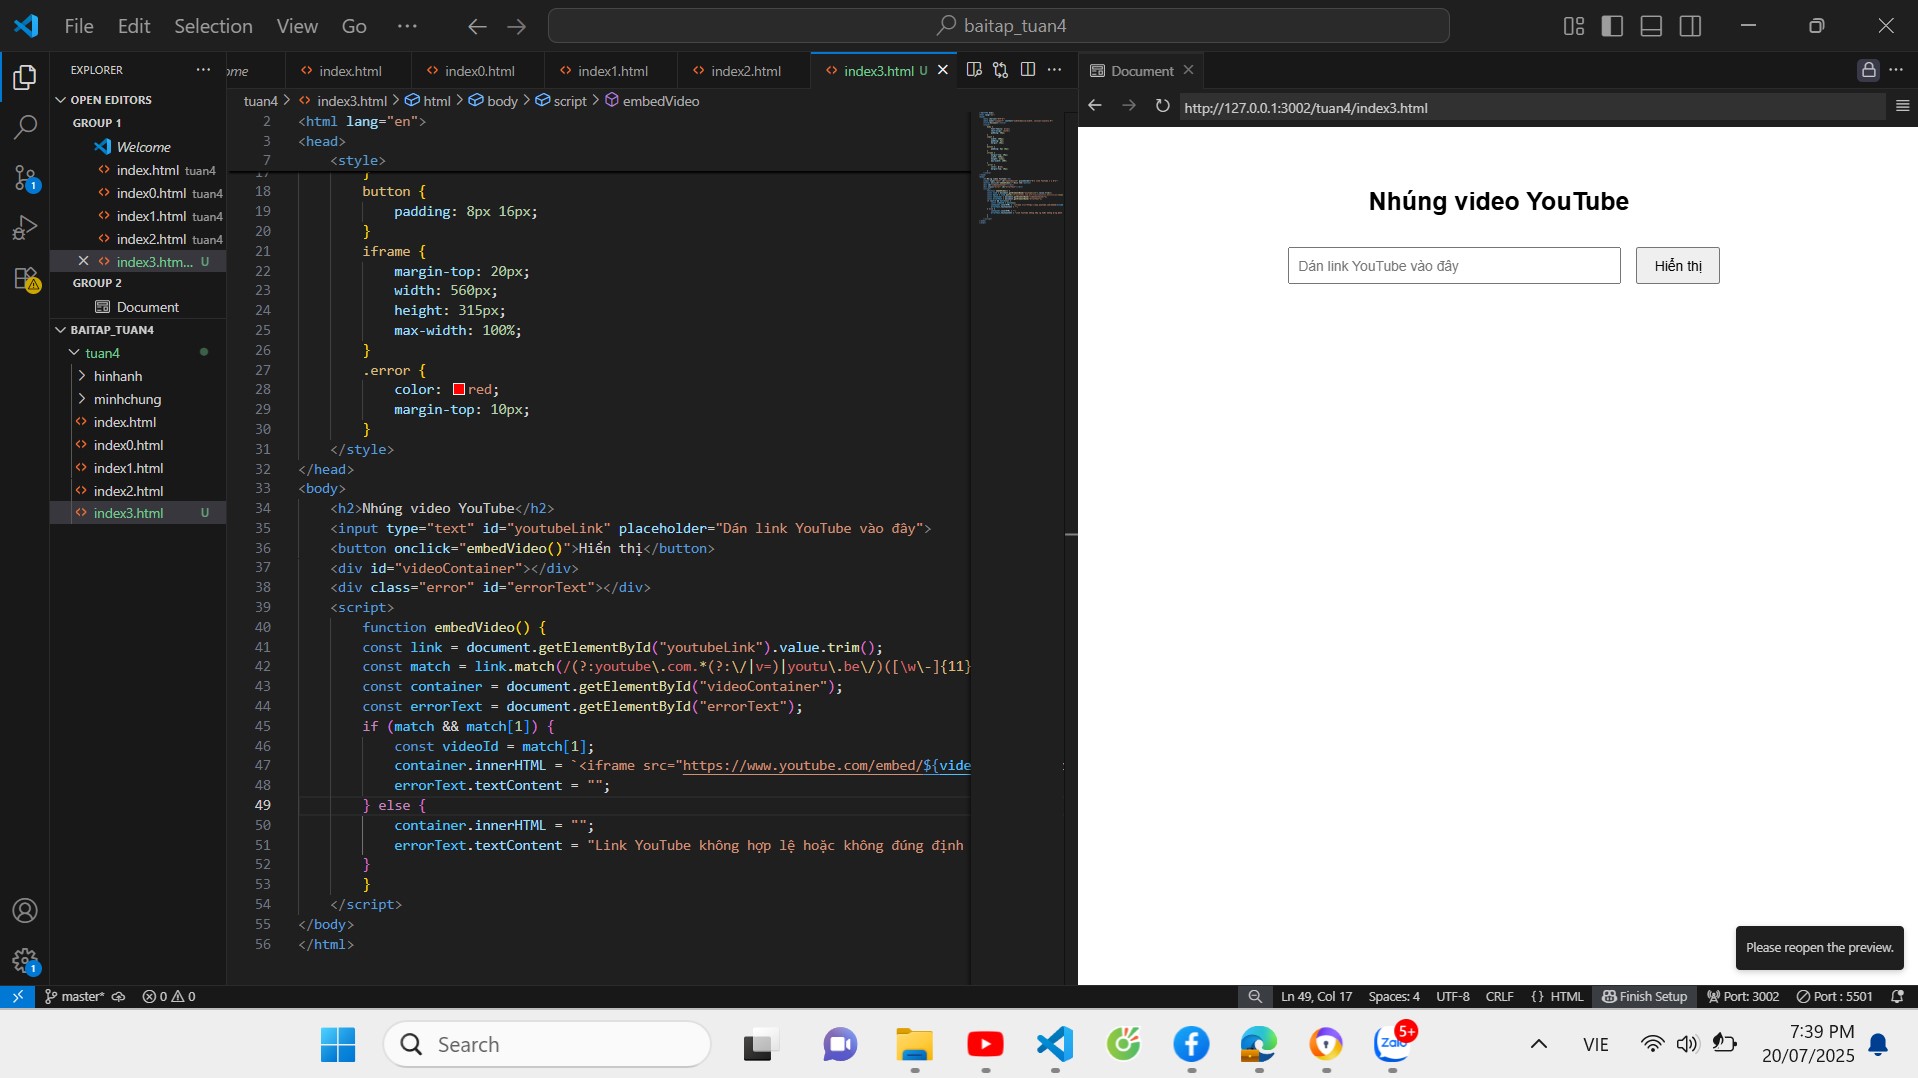 File Edit Selection View Go ···
baitap_tuan4
EXPLORER ···
OPEN EDITORS
GROUP 1
Welcome
index.html tuan4
index0.html tuan4
index1.html tuan4
index2.html tuan4
index3.htm... U
GROUP 2
Document
BAITAP_TUAN4
tuan4
hinhanh
minhchung
index.html
index0.html
index1.html
index2.html
index3.html U
ome index.html index0.html index1.html index2.html index3.html U
tuan4 > index3.html > html > body > script > embedVideo
2 <html lang="en">
3 <head>
7 <style>
17 }
18 button {
19 padding: 8px 16px;
20 }
21 iframe {
22 margin-top: 20px;
23 width: 560px;
24 height: 315px;
25 max-width: 100%;
26 }
27 .error {
28 color: red;
29 margin-top: 10px;
30 }
31 </style>
32 </head>
33 <body>
34 <h2>Nhúng video YouTube</h2>
35 <input type="text" id="youtubeLink" placeholder="Dán link YouTube vào đây">
36 <button onclick="embedVideo()">Hiển thị</button>
37 <div id="videoContainer"></div>
38 <div class="error" id="errorText"></div>
39 <script>
40 function embedVideo() {
41 const link = document.getElementById("youtubeLink").value.trim();
42 const match = link.match(/(?:youtube\.com.*(?:\/|v=)|youtu\.be\/)([\w\-]{11}
43 const container = document.getElementById("videoContainer");
44 const errorText = document.getElementById("errorText");
45 if (match && match[1]) {
46 const videoId = match[1];
47 container.innerHTML = `<iframe src="https://www.youtube.com/embed/${vide
48 errorText.textContent = "";
49 } else {
50 container.innerHTML = "";
51 errorText.textContent = "Link YouTube không hợp lệ hoặc không đúng định
52 }
53 }
54 </script>
55 </body>
56 </html>
Document
http://127.0.0.1:3002/tuan4/index3.html
Nhúng video YouTube
Dán link YouTube vào đây
Hiển thị
Please reopen the preview.
master* 0 0
Ln 49, Col 17 Spaces: 4 UTF-8 CRLF {} HTML Finish Setup Port: 3002 Port : 5501
Search
Zalo 5+
VIE
7:39 PM
20/07/2025